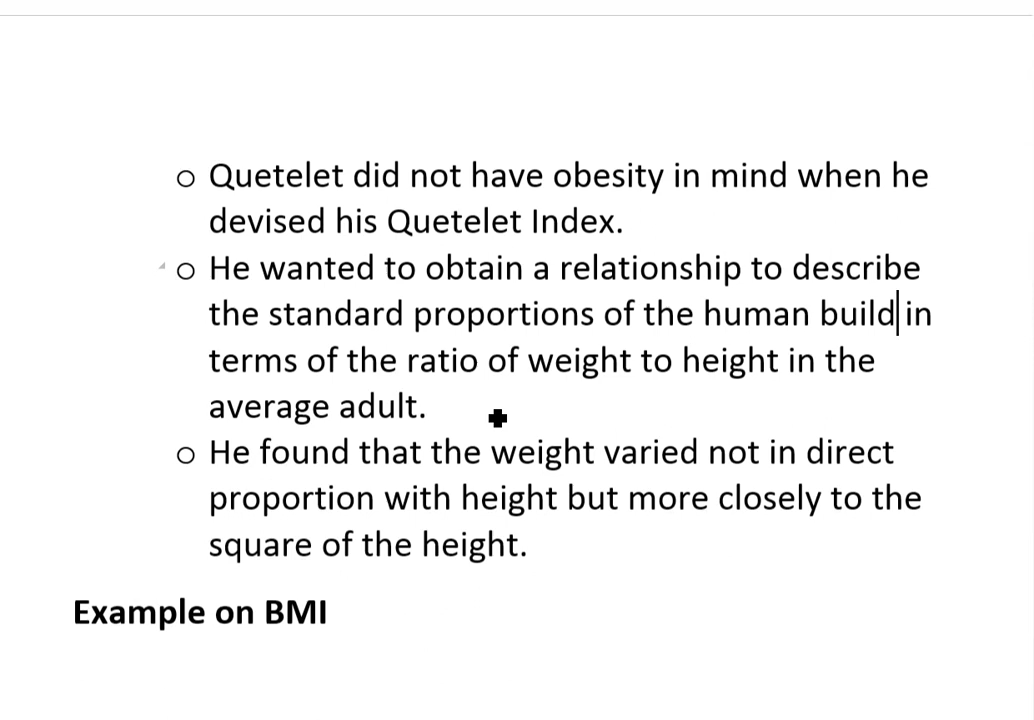 o Quetelet did not have obesity in mind when he
devised his Quetelet Index.
o He wanted to obtain a relationship to describe
the standard proportions of the human build in
terms of the ratio of weight to height in the
average adult.
o He found that the weight varied not in direct
proportion with height but more closely to the
square of the height.
Example on BMI